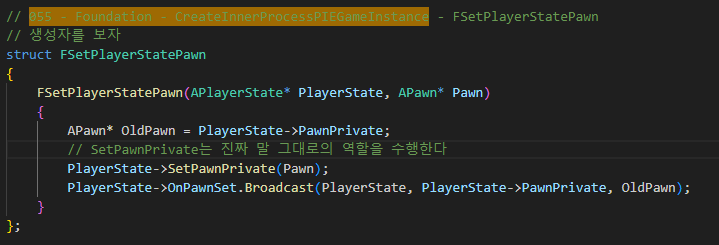 // 055 - Foundation - CreateInnerProcessPIEGameInstance - FSetPlayerStatePawn
// 생성자를 보자
struct FSetPlayerStatePawn
{
    FSetPlayerStatePawn(APlayerState* PlayerState, APawn* Pawn)
    {
        APawn* OldPawn = PlayerState->PawnPrivate;
        // SetPawnPrivate는 진짜 말 그대로의 역할을 수행한다
        PlayerState->SetPawnPrivate(Pawn);
        PlayerState->OnPawnSet.Broadcast(PlayerState, PlayerState->PawnPrivate, OldPawn);
    }
};